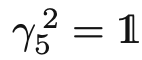 γ₅² = 𝟙